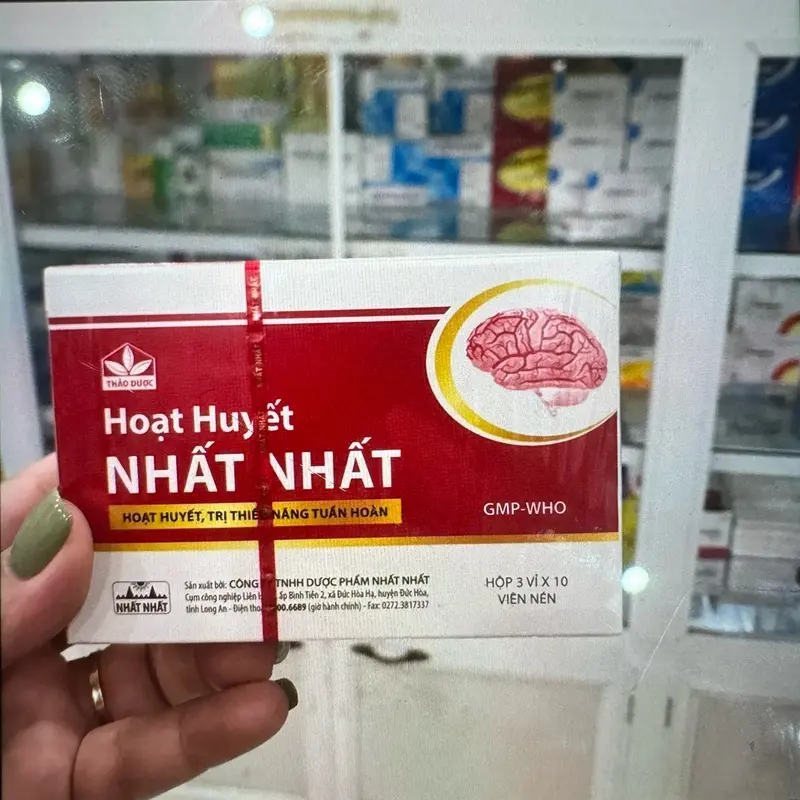 THẢO DƯỢC
Hoạt Huyết
NHẤT NHẤT
HOẠT HUYẾT, TRỊ THIỂU NĂNG TUẦN HOÀN
GMP-WHO
NHẤT NHẤT
Sản xuất bởi: CÔNG TY TNHH DƯỢC PHẨM NHẤT NHẤT
Cụm công nghiệp Liên ấp Bình Tiền 2, xã Đức Hòa Hạ, huyện Đức Hòa,
tỉnh Long An - Điện thoại 00.6689 (giờ hành chính) - Fax: 0272.3817337
HỘP 3 VỈ X 10
VIÊN NÉN
NHẤT NHẤT